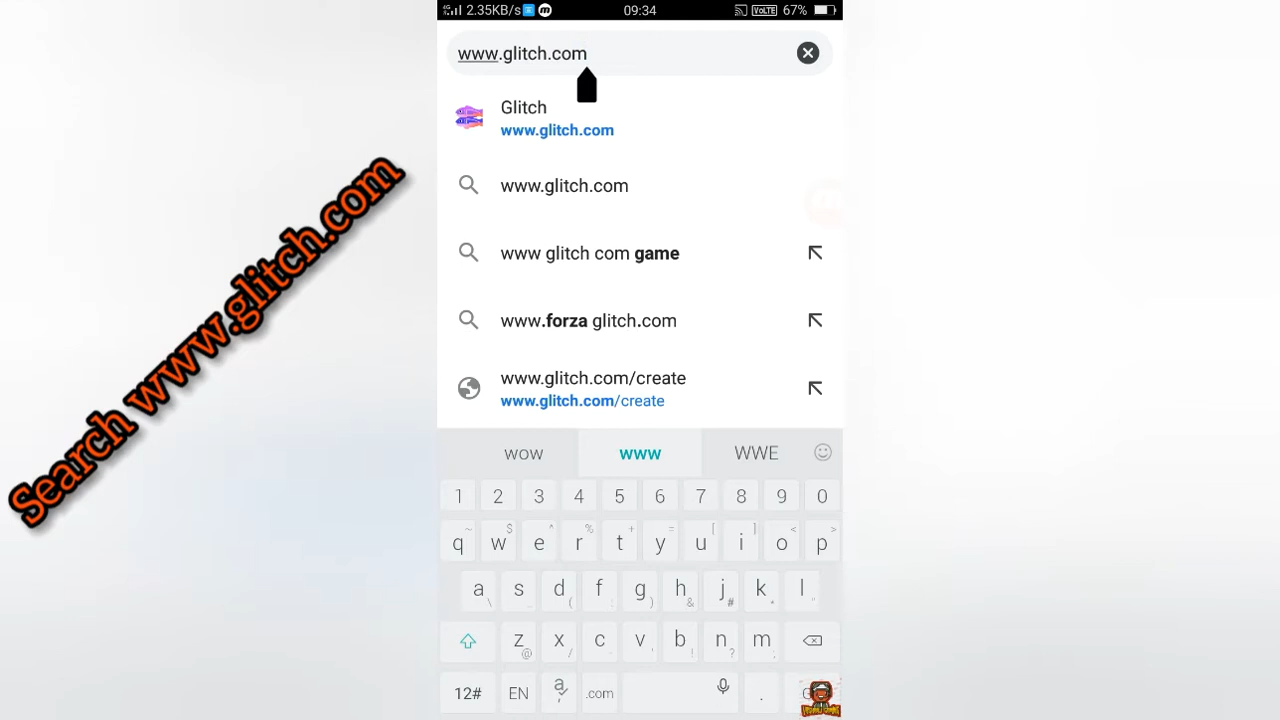 2.35KB/s
09:34
VOLTE
67%
www.glitch.com
Glitch
www.glitch.com
www.glitch.com
www glitch com game
www.forza glitch.com
www.glitch.com/create
www.glitch.com/create
Search www.glitch.com
wow www WWE
1 2 3 4 5 6 7 8 9 0
q w e r t y u i o p
a s d f g h j k l
z x c v b n m
12# EN .com .